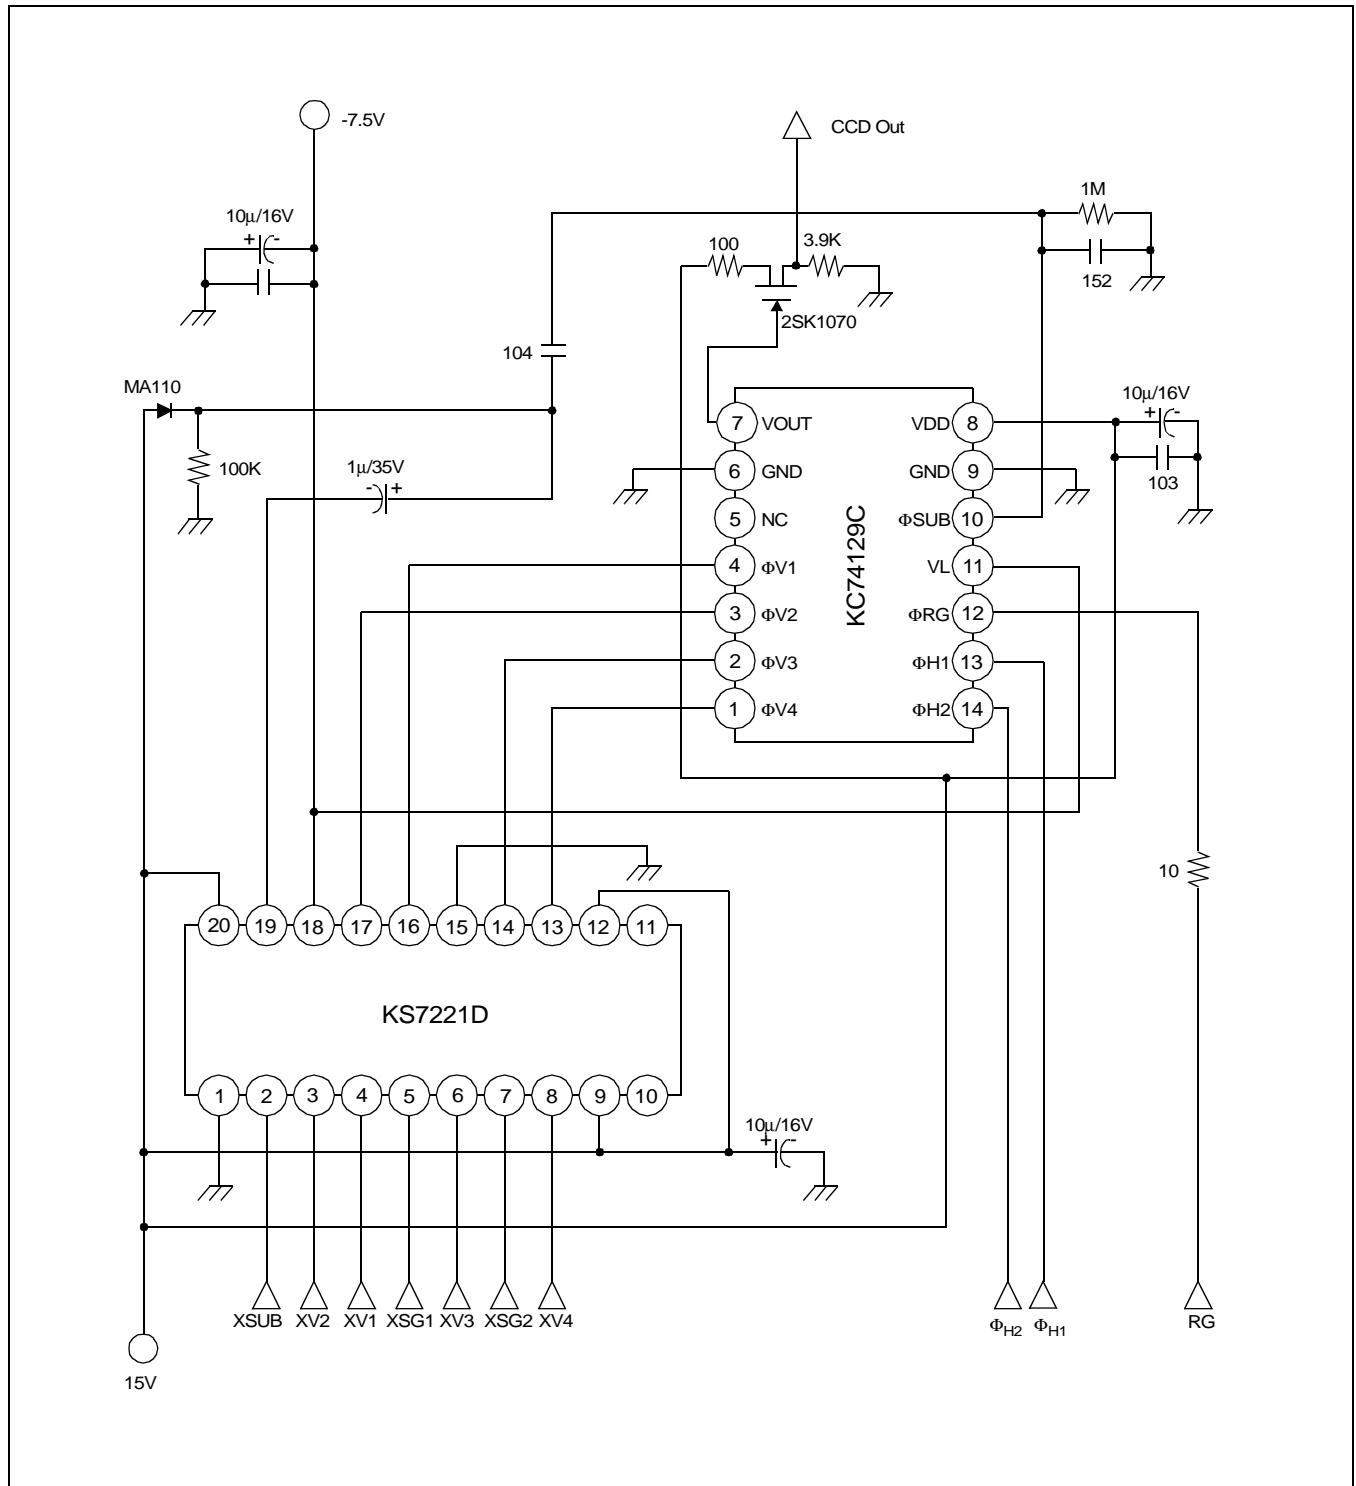 -7.5V
CCD Out
10μ/16V
+ -
1M
152
100
3.9K
2SK1070
104
MA110
100K
1μ/35V
- +
10μ/16V
+ -
103
7 VOUT
6 GND
5 NC
4 ΦV1
3 ΦV2
2 ΦV3
1 ΦV4
KC74129C
VDD 8
GND 9
ΦSUB 10
VL 11
ΦRG 12
ΦH1 13
ΦH2 14
10
20 19 18 17 16 15 14 13 12 11
KS7221D
1 2 3 4 5 6 7 8 9 10
10μ/16V
+ -
XSUB XV2 XV1 XSG1 XV3 XSG2 XV4
ΦH2 ΦH1
RG
15V